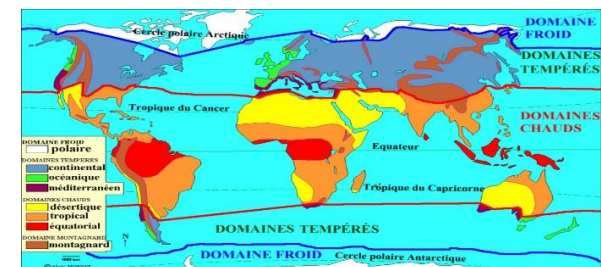 DOMAINE
FROID
Cercle polaire Arctique
DOMAINES
TEMPÉRÉS
Tropique du Cancer
DOMAINES
CHAUDS
Equateur
DOMAINE FROID
polaire
DOMAINES TEMPERES
continental
océanique
méditerranéen
DOMAINES CHAUDS
désertique
tropical
équatorial
DOMAINE MONTAGNARD
montagnard
Tropique du Capricorne
DOMAINES TEMPÉRÉS
N
DOMAINE FROID
Cercle polaire Antarctique